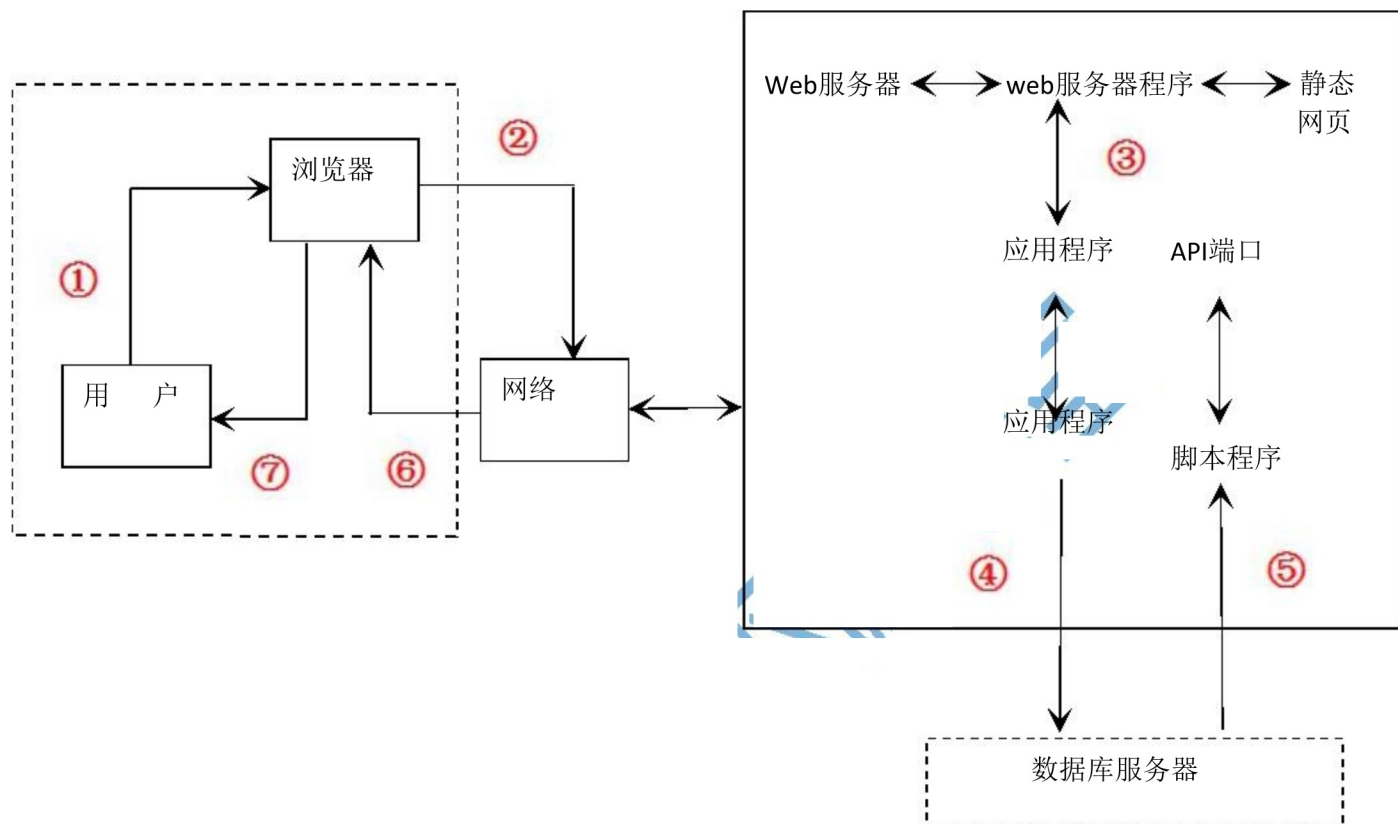 Web服务器
web服务器程序
静态
网页
②
浏览器
③
①
应用程序
API端口
用 户
网络
应用程序
⑦
⑥
脚本程序
④
⑤
数据库服务器